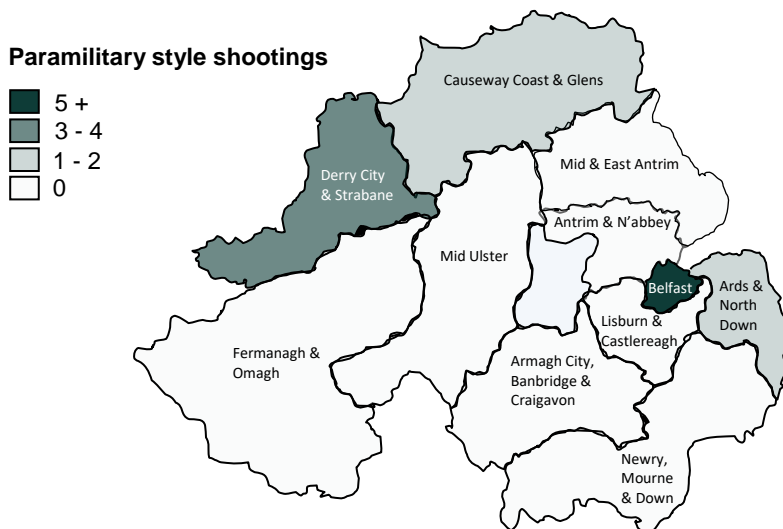 Paramilitary style shootings
5 +
3 - 4
1 - 2
0
Causeway Coast & Glens
Derry City
& Strabane
Mid & East Antrim
Antrim & N'abbey
Mid Ulster
Belfast
Ards &
North
Down
Lisburn &
Castlereagh
Fermanagh &
Omagh
Armagh City,
Banbridge &
Craigavon
Newry,
Mourne
& Down